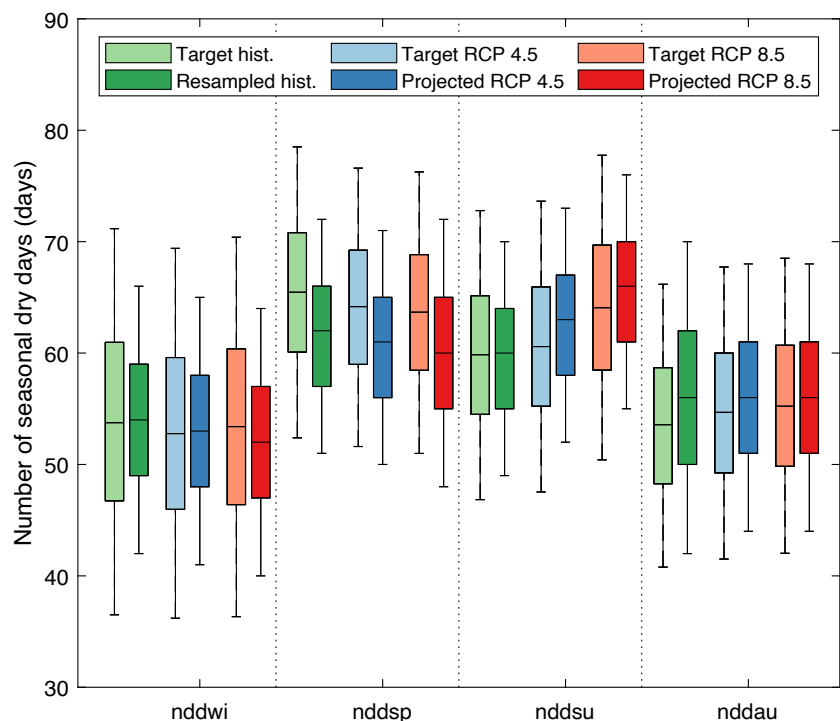 90
80
70
60
50
40
30
Number of seasonal dry days (days)
Target hist. Target RCP 4.5 Target RCP 8.5
Resampled hist. Projected RCP 4.5 Projected RCP 8.5
nddwi nddsp nddsu nddau